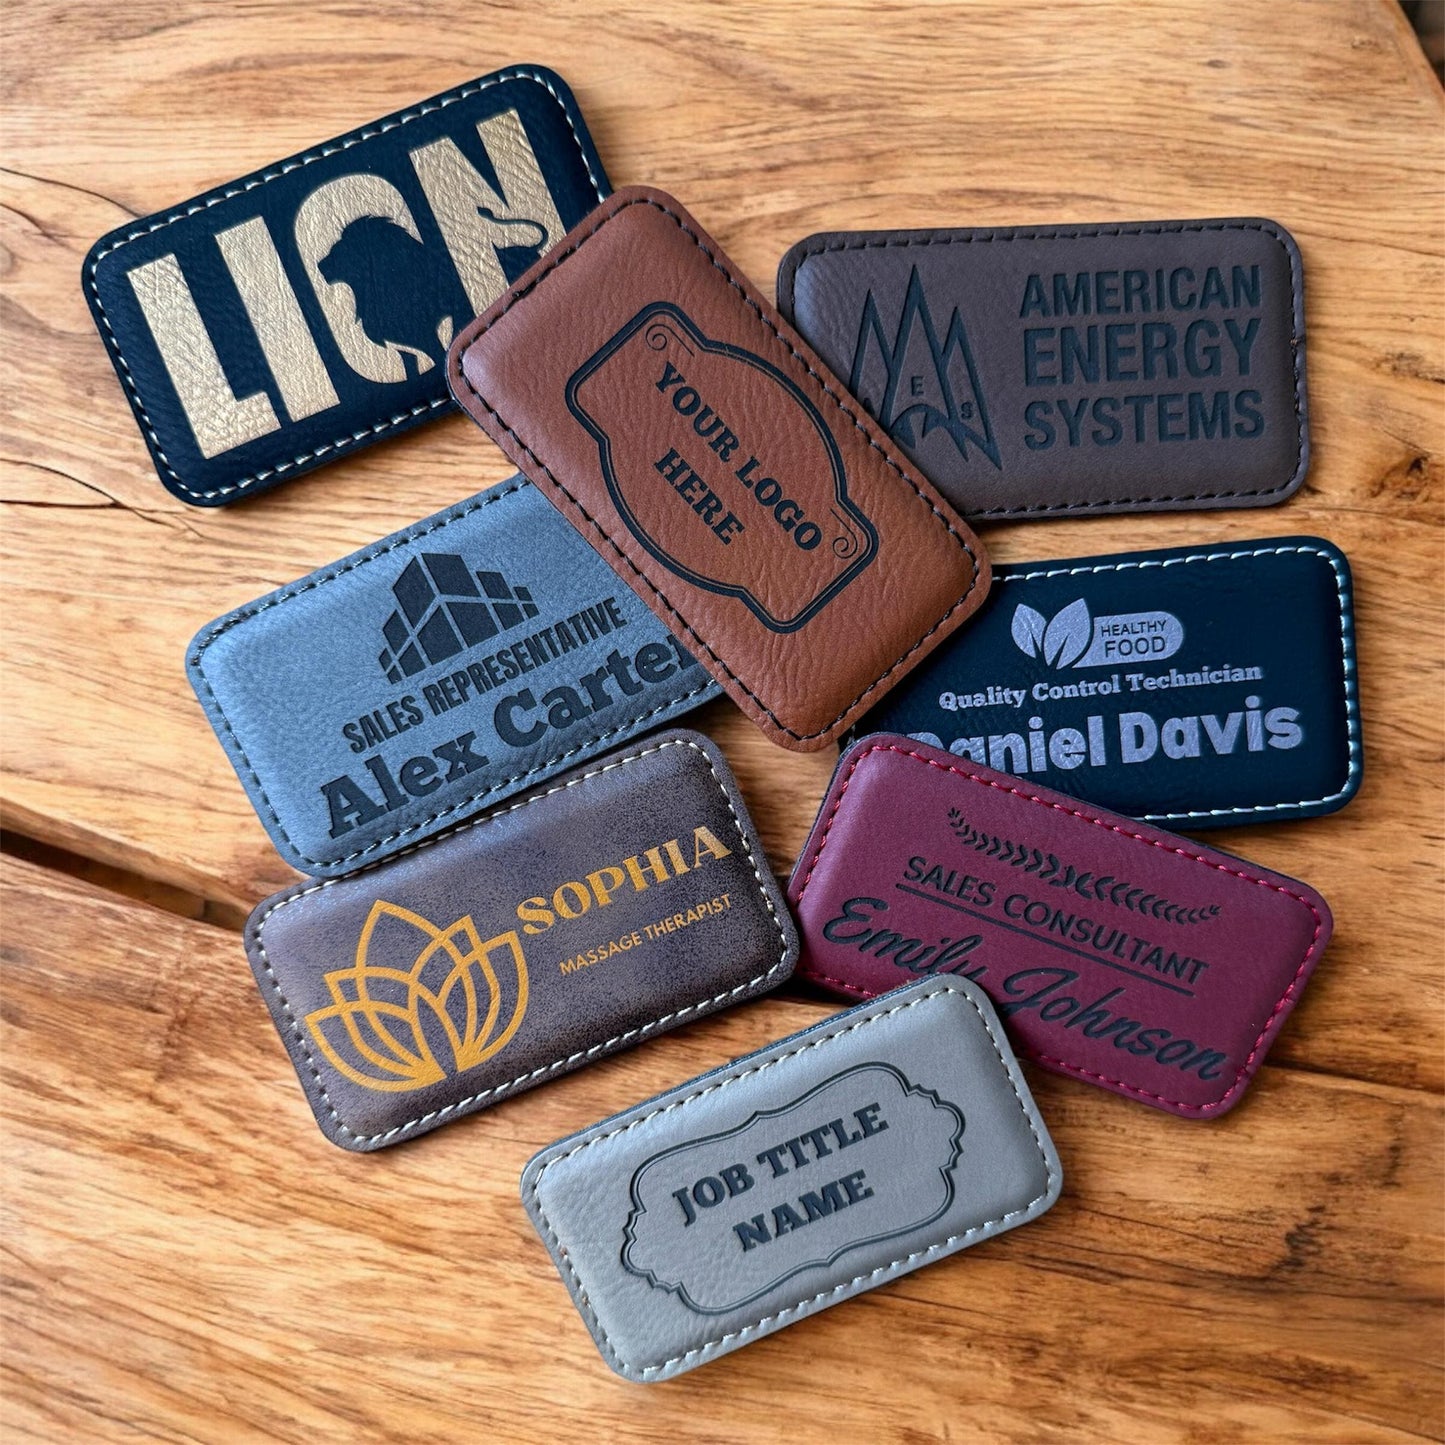 LION
YOUR LOGO
HERE
AMERICAN
ENERGY
SYSTEMS
E
S
SALES REPRESENTATIVE
Alex Carter
HEALTHY
FOOD
Quality Control Technician
Daniel Davis
SOPHIA
MASSAGE THERAPIST
SALES CONSULTANT
Emily Johnson
JOB TITLE
NAME